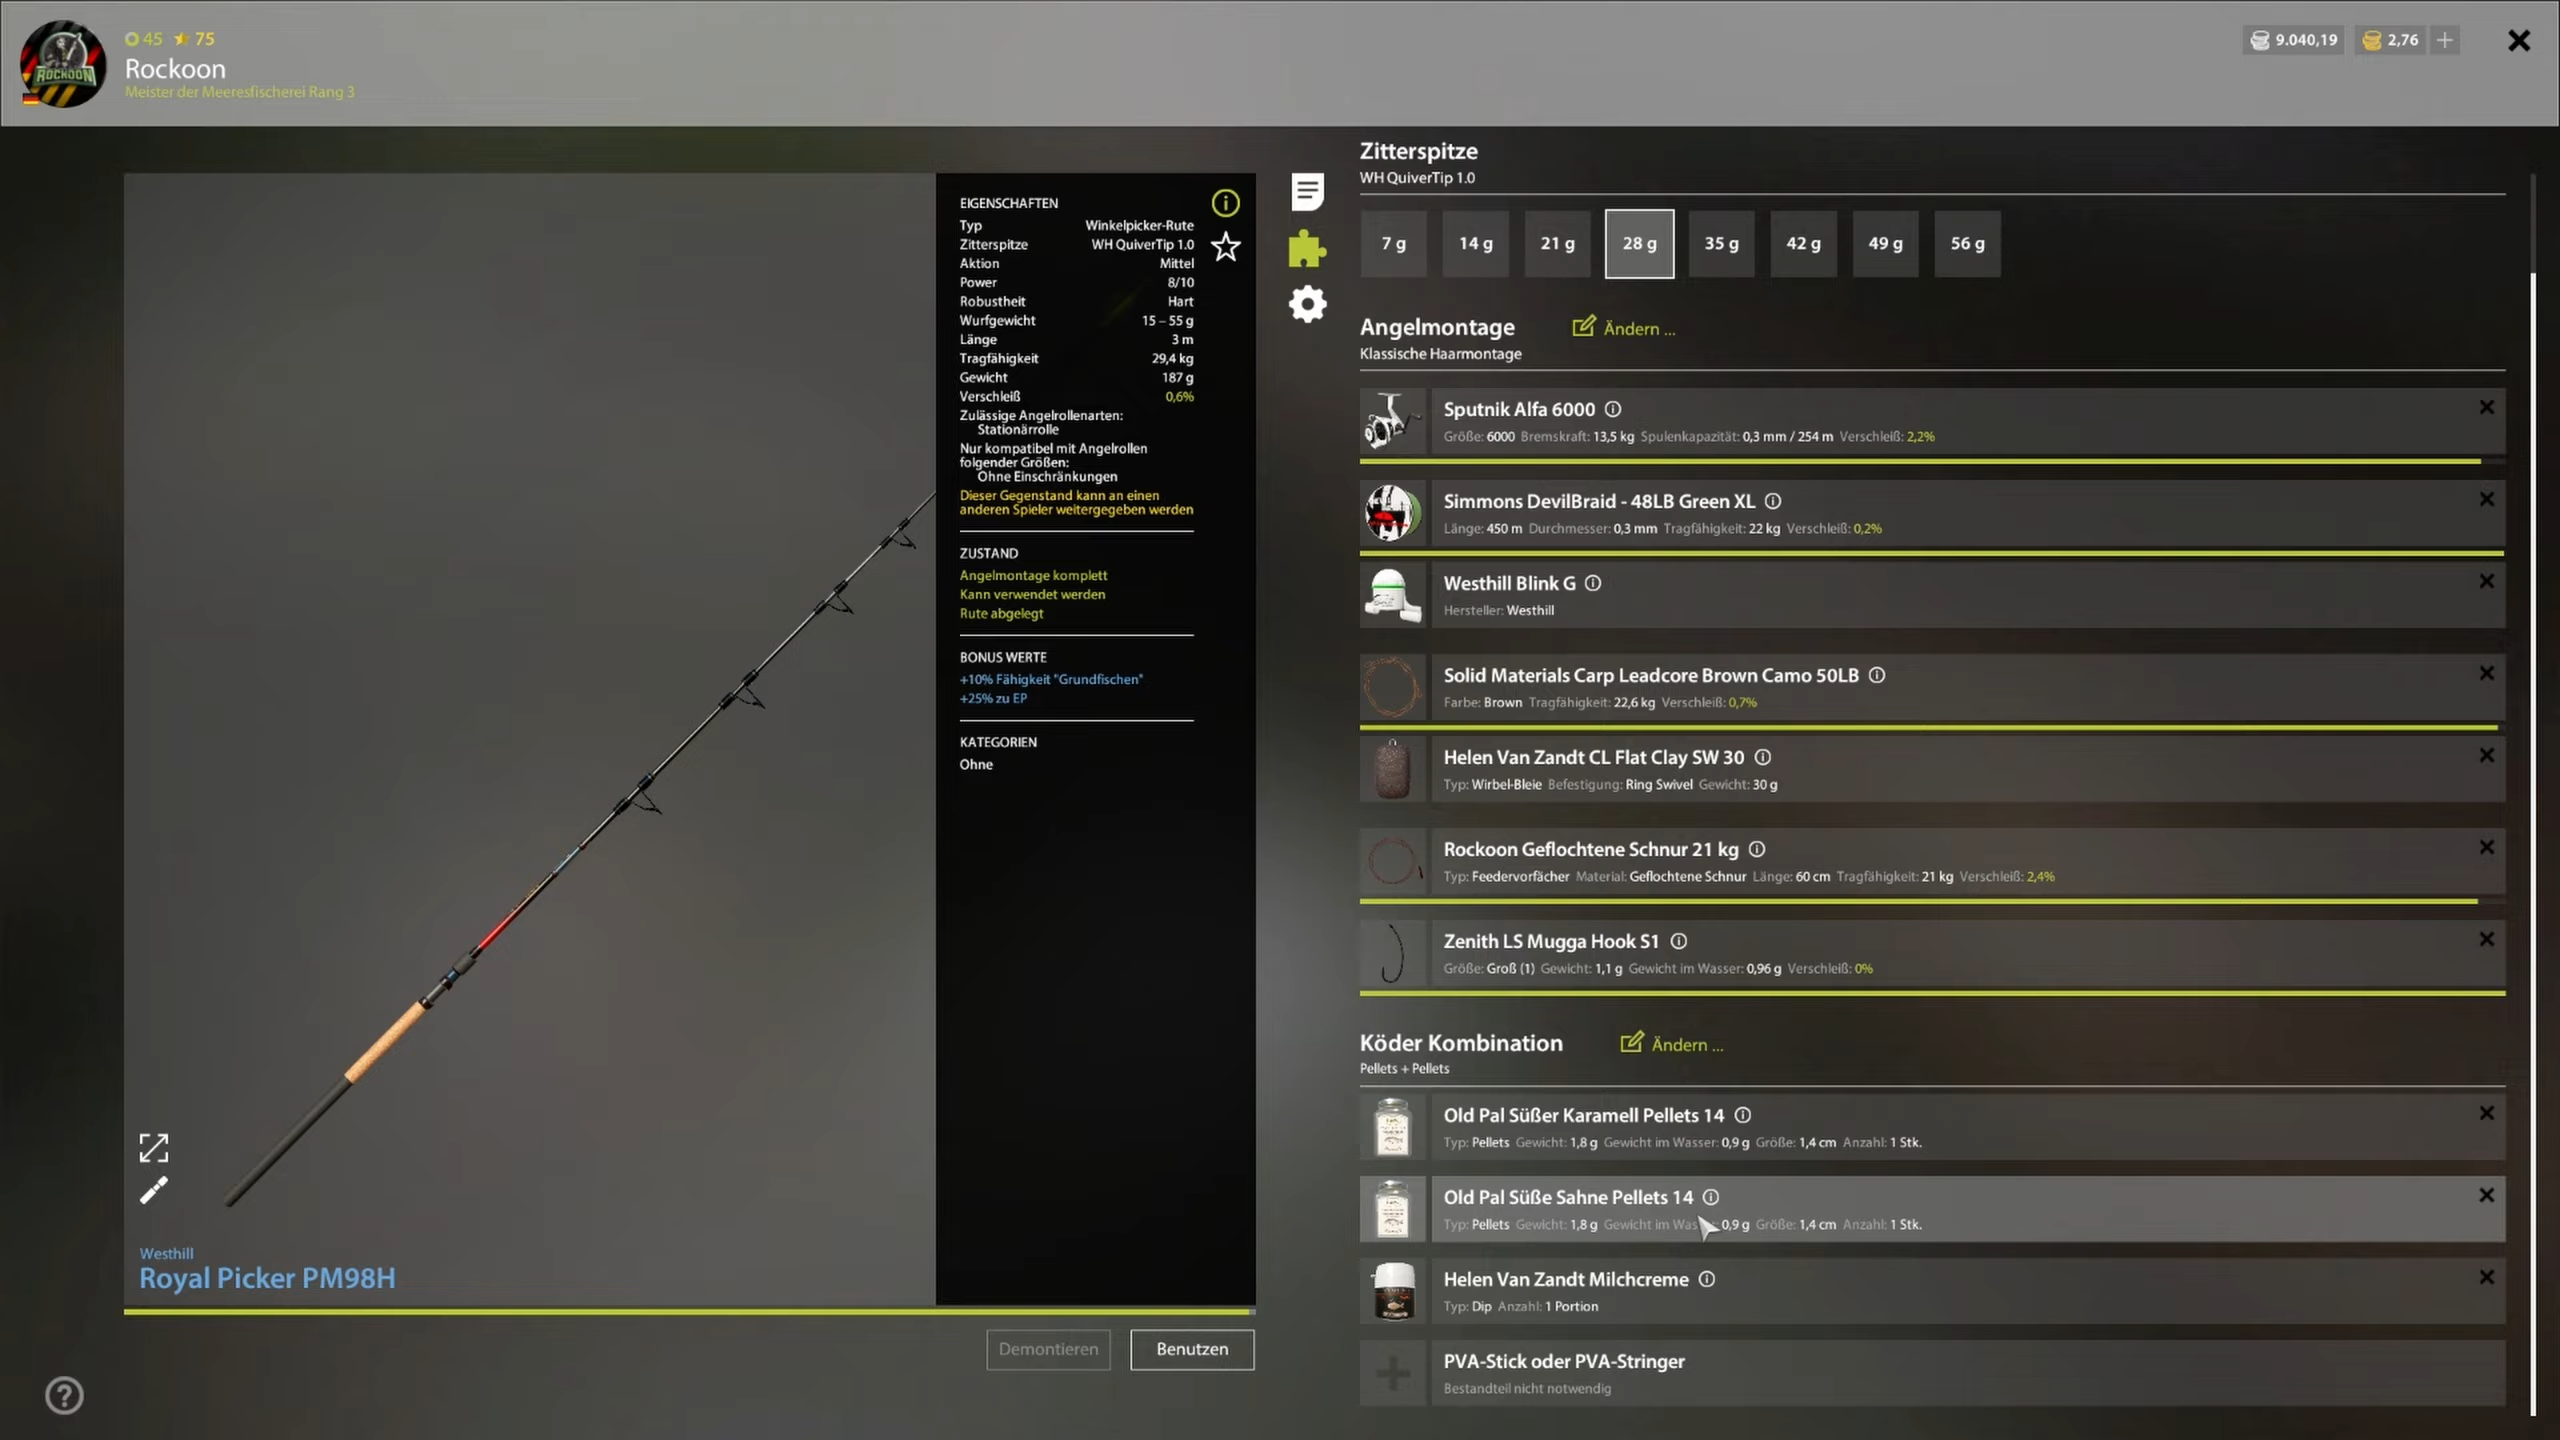 45 75
Rockoon
Meister der Meeresfischerei Rang 3
9.040,19 2,76
ROCKOON
EIGENSCHAFTEN
Typ Winkelpicker-Rute
Zitterspitze WH QuiverTip 1.0
Aktion Mittel
Power 8/10
Robustheit Hart
Wurfgewicht 15 – 55 g
Länge 3 m
Tragfähigkeit 29,4 kg
Gewicht 187 g
Verschleiß 0,6%
Zulässige Angelrollenarten:
Stationärrolle
Nur kompatibel mit Angelrollen
folgender Größen:
Ohne Einschränkungen
Dieser Gegenstand kann an einen
anderen Spieler weitergegeben werden
ZUSTAND
Angelmontage komplett
Kann verwendet werden
Rute abgelegt
BONUS WERTE
+10% Fähigkeit "Grundfischen"
+25% zu EP
KATEGORIEN
Ohne
Westhill
Royal Picker PM98H
Demontieren Benutzen
Zitterspitze
WH QuiverTip 1.0
7 g 14 g 21 g 28 g 35 g 42 g 49 g 56 g
Angelmontage Ändern ...
Klassische Haarmontage
Sputnik Alfa 6000
Größe: 6000 Bremskraft: 13,5 kg Spulenkapazität: 0,3 mm / 254 m Verschleiß: 2,2%
Simmons DevilBraid - 48LB Green XL
Länge: 450 m Durchmesser: 0,3 mm Tragfähigkeit: 22 kg Verschleiß: 0,2%
Westhill Blink G
Hersteller: Westhill
Solid Materials Carp Leadcore Brown Camo 50LB
Farbe: Brown Tragfähigkeit: 22,6 kg Verschleiß: 0,7%
Helen Van Zandt CL Flat Clay SW 30
Typ: Wirbel-Bleie Befestigung: Ring Swivel Gewicht: 30 g
Rockoon Geflochtene Schnur 21 kg
Typ: Feedervorfächer Material: Geflochtene Schnur Länge: 60 cm Tragfähigkeit: 21 kg Verschleiß: 2,4%
Zenith LS Mugga Hook S1
Größe: Groß (1) Gewicht: 1,1 g Gewicht im Wasser: 0,96 g Verschleiß: 0%
Köder Kombination Ändern ...
Pellets + Pellets
Old Pal Süßer Karamell Pellets 14
Typ: Pellets Gewicht: 1,8 g Gewicht im Wasser: 0,9 g Größe: 1,4 cm Anzahl: 1 Stk.
Old Pal Süße Sahne Pellets 14
Typ: Pellets Gewicht: 1,8 g Gewicht im 0,9 g Größe: 1,4 cm Anzahl: 1 Stk.
Helen Van Zandt Milchcreme
Typ: Dip Anzahl: 1 Portion
PVA-Stick oder PVA-Stringer
Bestandteil nicht notwendig